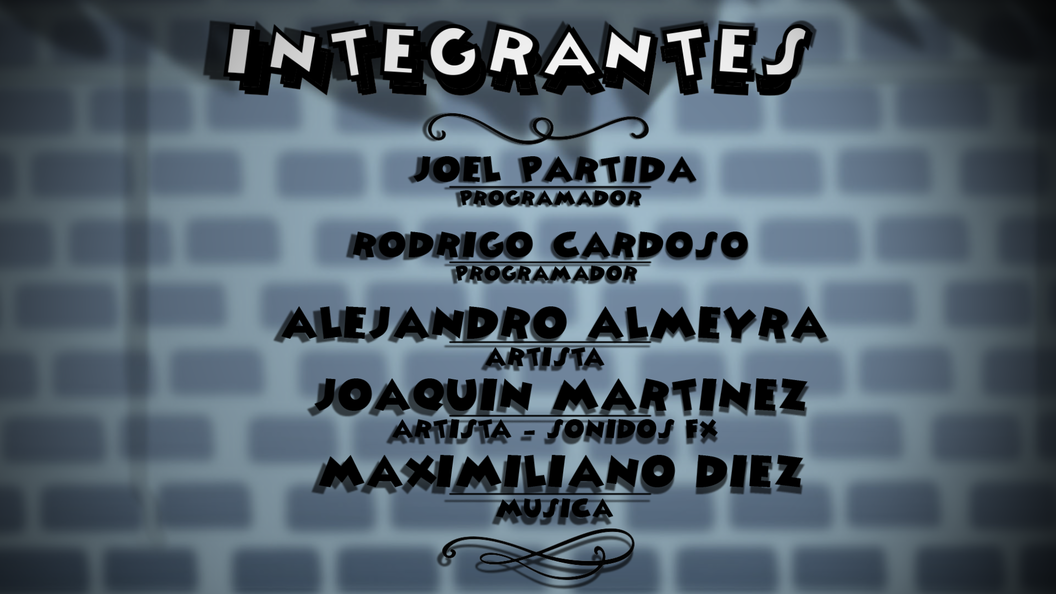 INTEGRANTES
JOEL PARTIDA
PROGRAMADOR
RODRIGO CARDOSO
PROGRAMADOR
ALEJANDRO ALMEYRA
ARTISTA
JOAQUIN MARTINEZ
ARTISTA - SONIDOS FX
MAXIMILIANO DIEZ
MUSICA